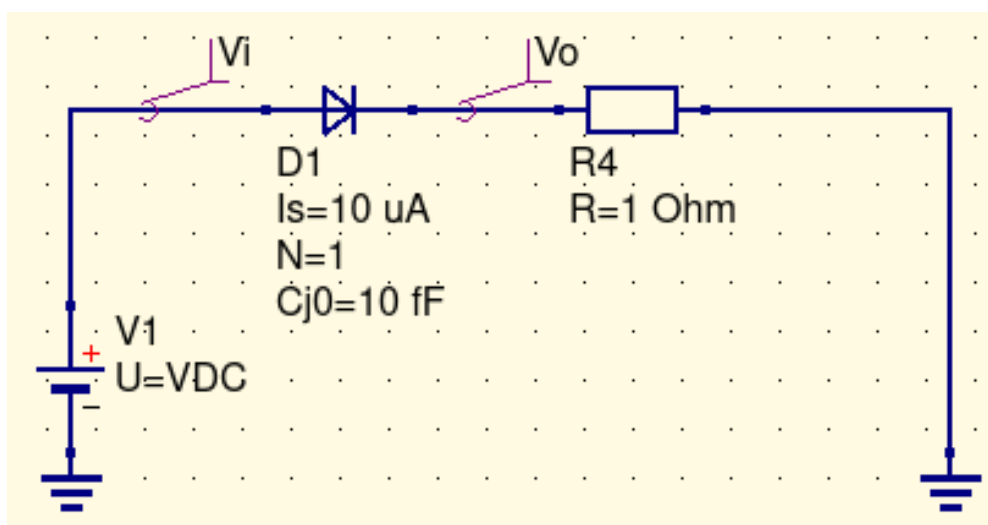 Vi
Vo
D1
Is=10 uA
N=1
Cj0=10 fF
R4
R=1 Ohm
V1
+
U=VDC
−